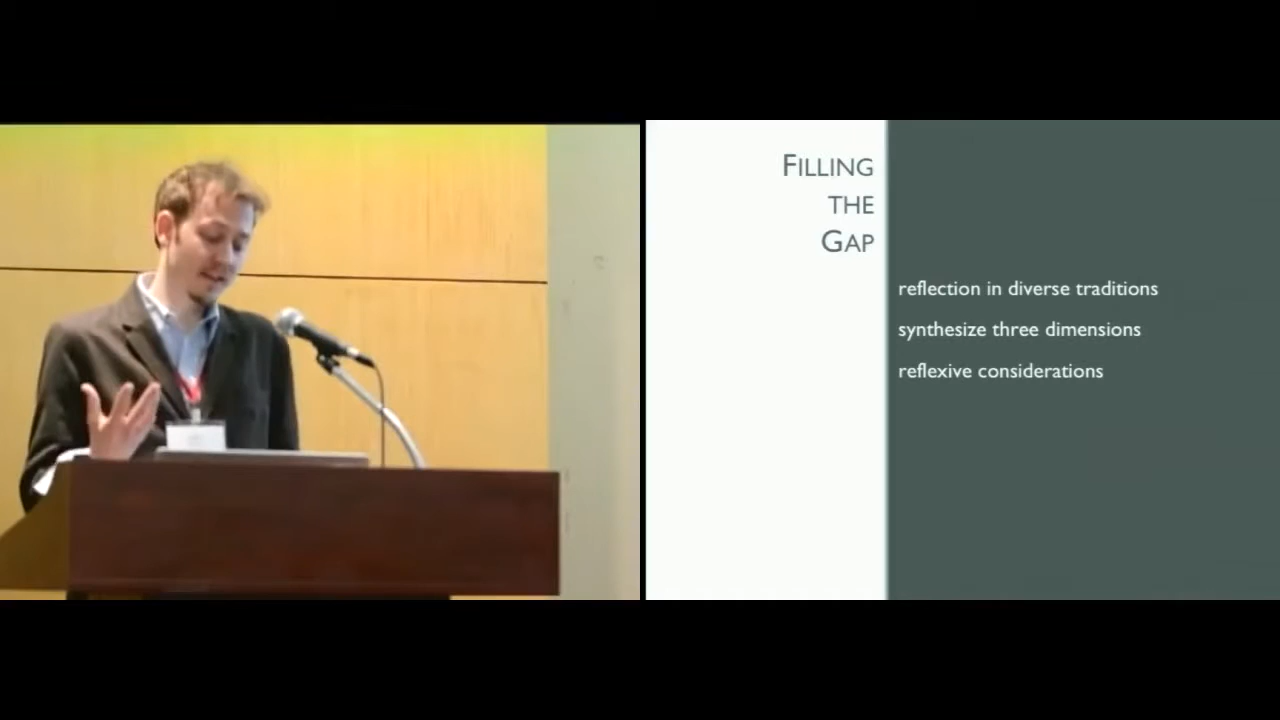 FILLING
THE
GAP
reflection in diverse traditions
synthesize three dimensions
reflexive considerations